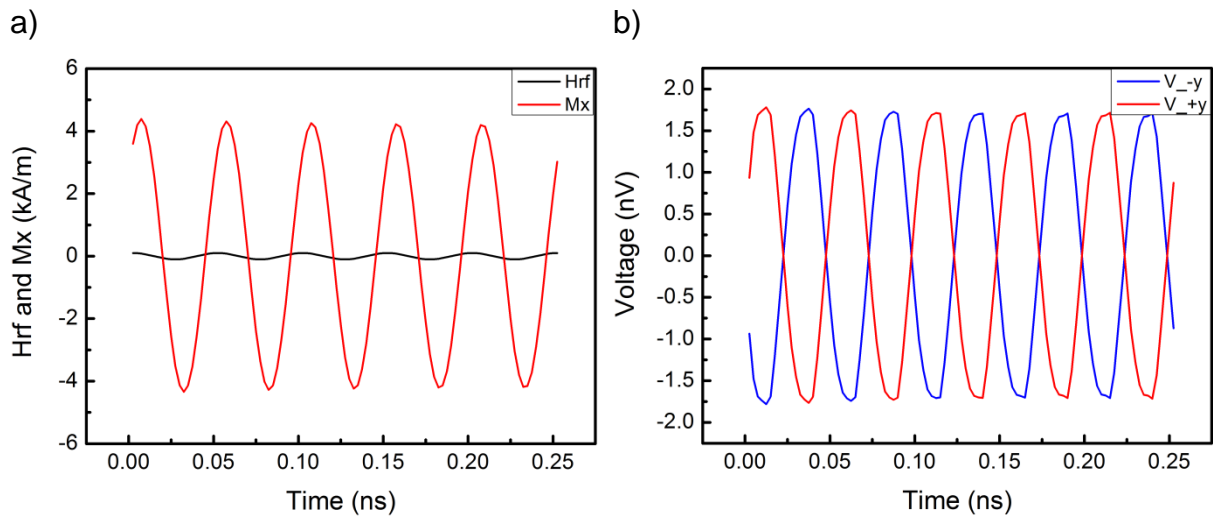 a)
b)
Hrf and Mx (kA/m)
6
4
2
0
-2
-4
-6
Hrf
Mx
0.00 0.05 0.10 0.15 0.20 0.25
Time (ns)
Voltage (nV)
2.0
1.5
1.0
0.5
0.0
-0.5
-1.0
-1.5
-2.0
V_-y
V_+y
0.00 0.05 0.10 0.15 0.20 0.25
Time (ns)